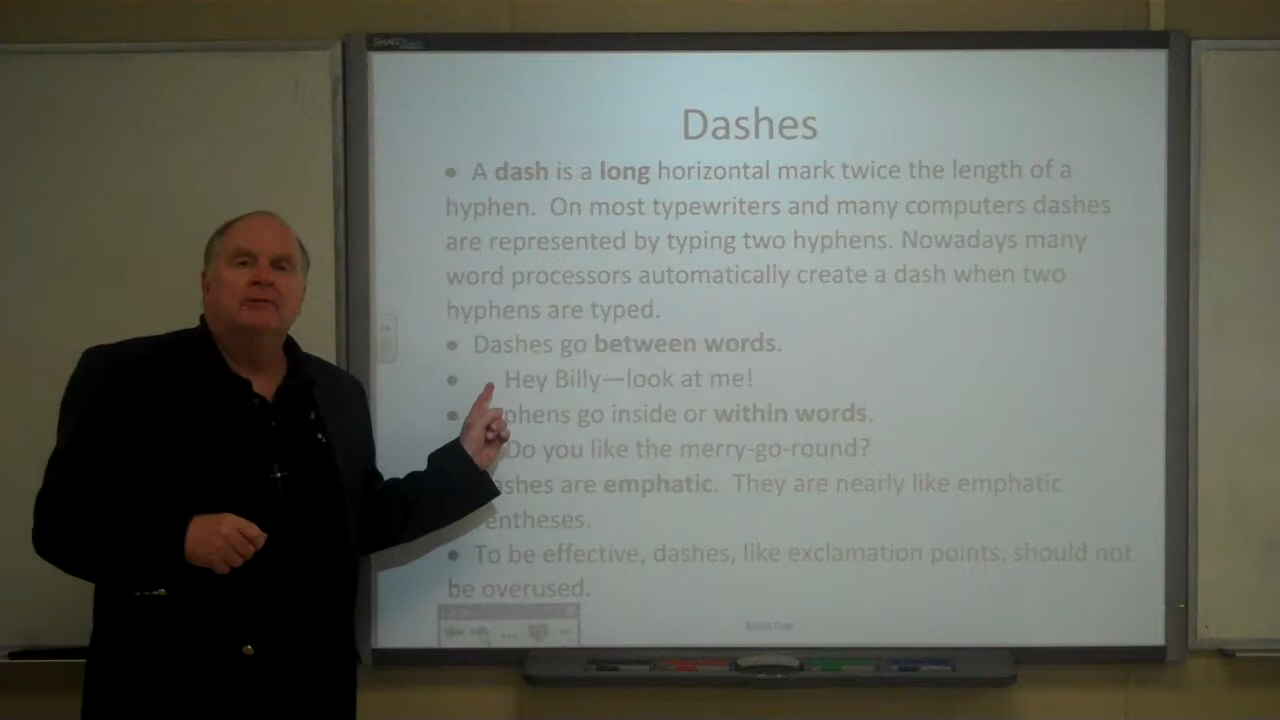 Dashes
• A dash is a long horizontal mark twice the length of a
hyphen. On most typewriters and many computers dashes
are represented by typing two hyphens. Nowadays many
word processors automatically create a dash when two
hyphens are typed.
• Dashes go between words.
• Hey Billy—look at me!
• phens go inside or within words.
Do you like the merry-go-round?
shes are emphatic. They are nearly like emphatic
entheses.
• To be effective, dashes, like exclamation points, should not
be overused.